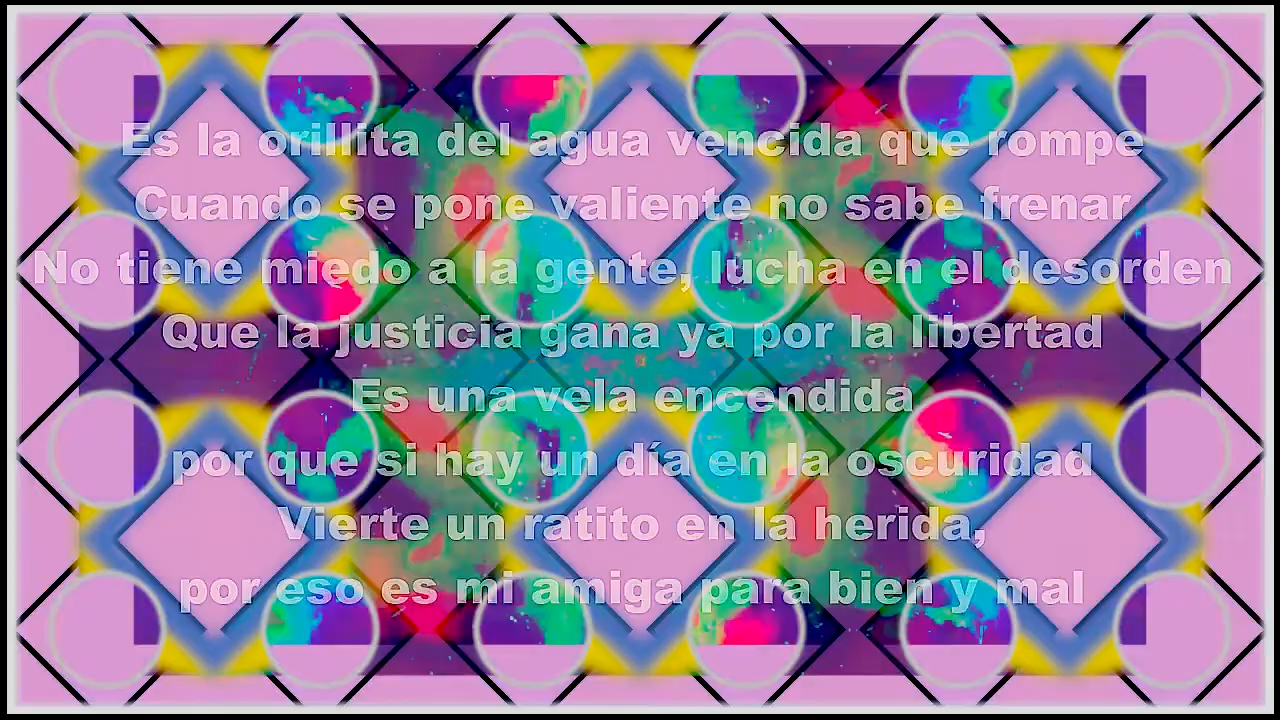 Es la orillita del agua vencida que rompe
Cuando se pone valiente no sabe frenar
No tiene miedo a la gente, lucha en el desorden
Que la justicia gana ya por la libertad
Es una vela encendida
por que si hay un día en la oscuridad
Vierte un ratito en la herida,
por eso es mi amiga para bien y mal